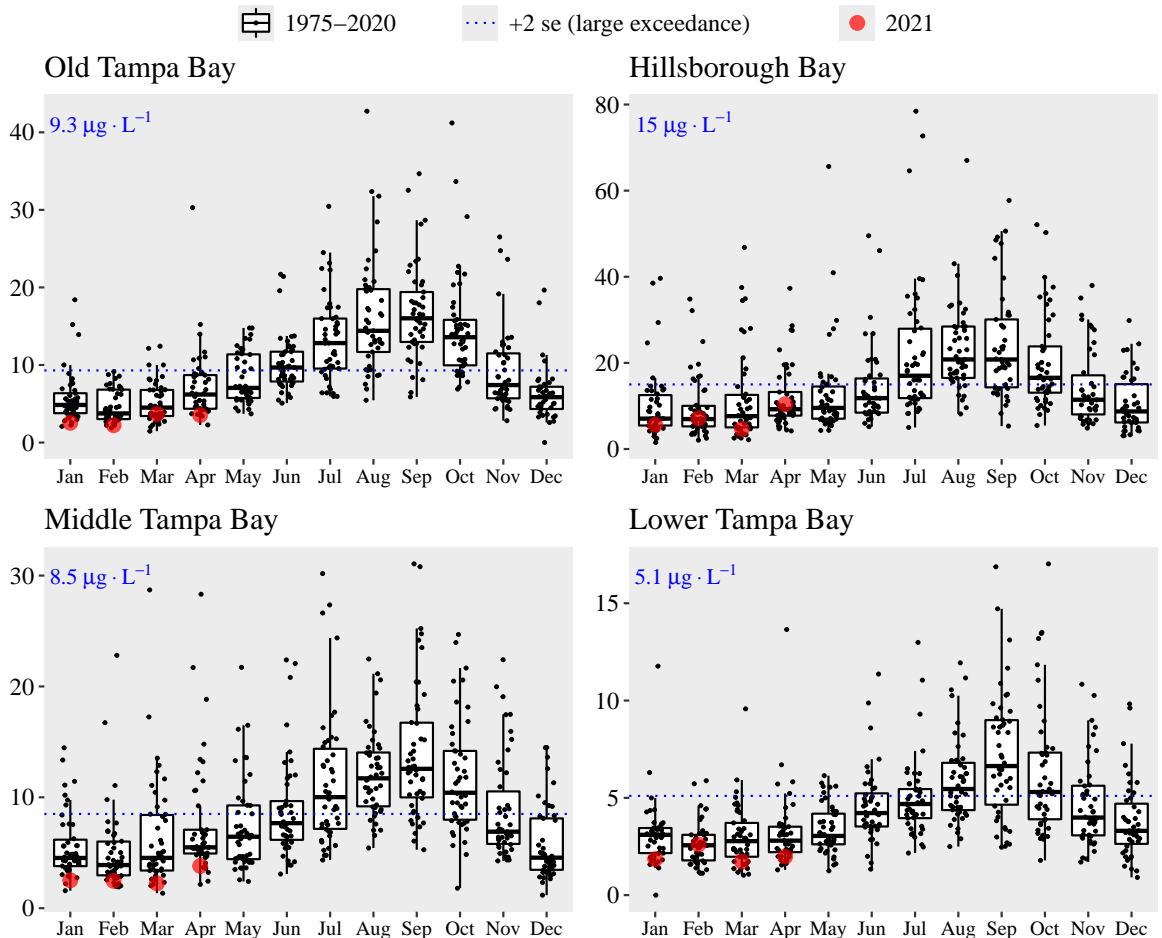 1975–2020 +2 se (large exceedance) 2021
Old Tampa Bay
9.3 μg · L⁻¹
40
30
20
10
0
Jan Feb Mar Apr May Jun Jul Aug Sep Oct Nov Dec
Hillsborough Bay
15 μg · L⁻¹
80
60
40
20
0
Jan Feb Mar Apr May Jun Jul Aug Sep Oct Nov Dec
Middle Tampa Bay
8.5 μg · L⁻¹
30
20
10
0
Jan Feb Mar Apr May Jun Jul Aug Sep Oct Nov Dec
Lower Tampa Bay
5.1 μg · L⁻¹
15
10
5
0
Jan Feb Mar Apr May Jun Jul Aug Sep Oct Nov Dec